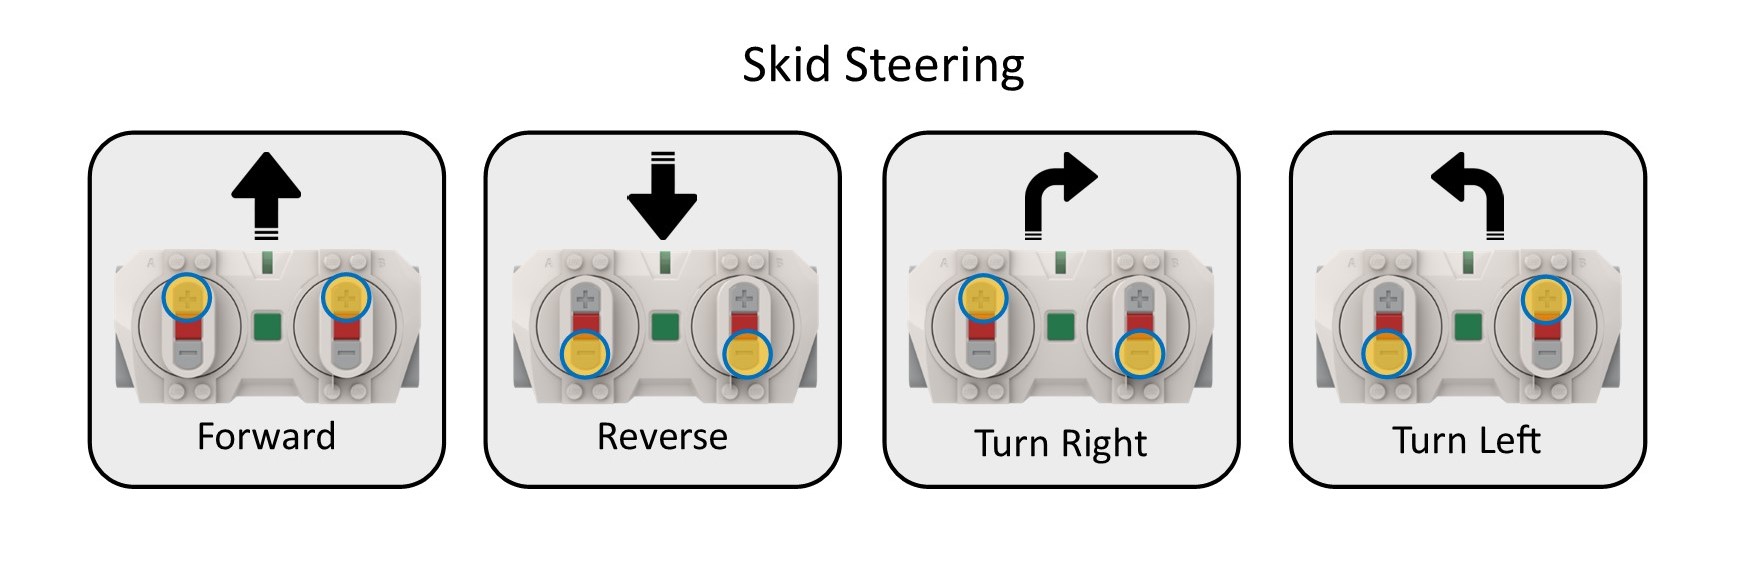 Skid Steering
A B
+ +
- -
Forward
A B
+ +
- -
Reverse
A B
+ +
- -
Turn Right
A B
+ +
- -
Turn Left